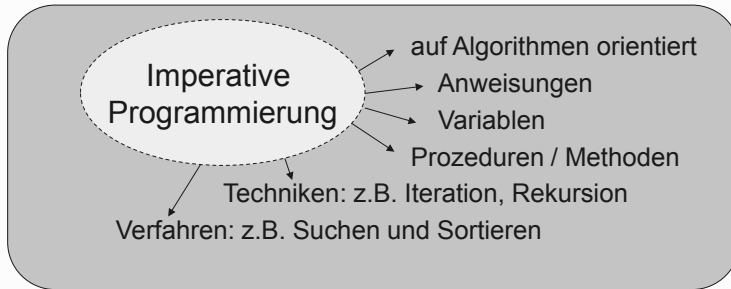 Imperative
Programmierung
auf Algorithmen orientiert
Anweisungen
Variablen
Prozeduren / Methoden
Techniken: z.B. Iteration, Rekursion
Verfahren: z.B. Suchen und Sortieren